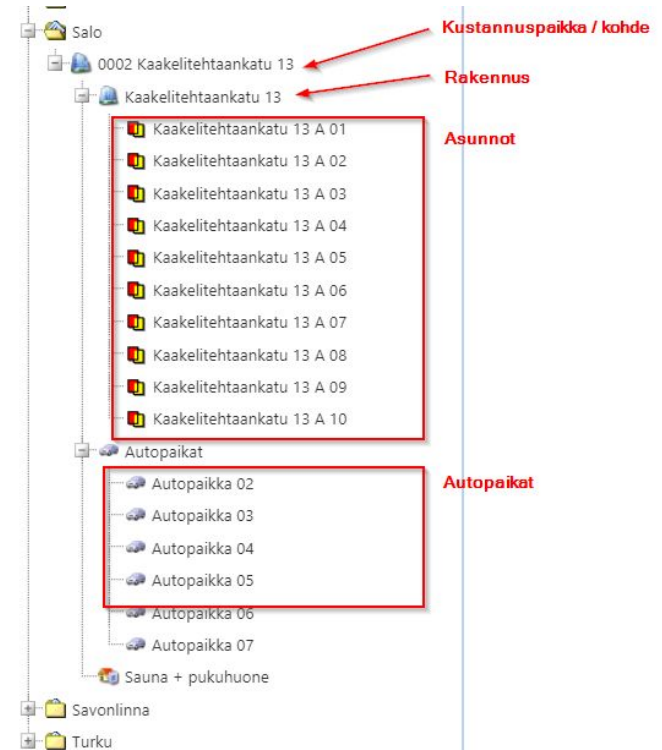 Salo
Kustannuspaikka / kohde
0002 Kaakelitehtaankatu 13
Rakennus
Kaakelitehtaankatu 13
Asunnot
Kaakelitehtaankatu 13 A 01
Kaakelitehtaankatu 13 A 02
Kaakelitehtaankatu 13 A 03
Kaakelitehtaankatu 13 A 04
Kaakelitehtaankatu 13 A 05
Kaakelitehtaankatu 13 A 06
Kaakelitehtaankatu 13 A 07
Kaakelitehtaankatu 13 A 08
Kaakelitehtaankatu 13 A 09
Kaakelitehtaankatu 13 A 10
Autopaikat
Autopaikat
Autopaikka 02
Autopaikka 03
Autopaikka 04
Autopaikka 05
Autopaikka 06
Autopaikka 07
Sauna + pukuhuone
Savonlinna
Turku